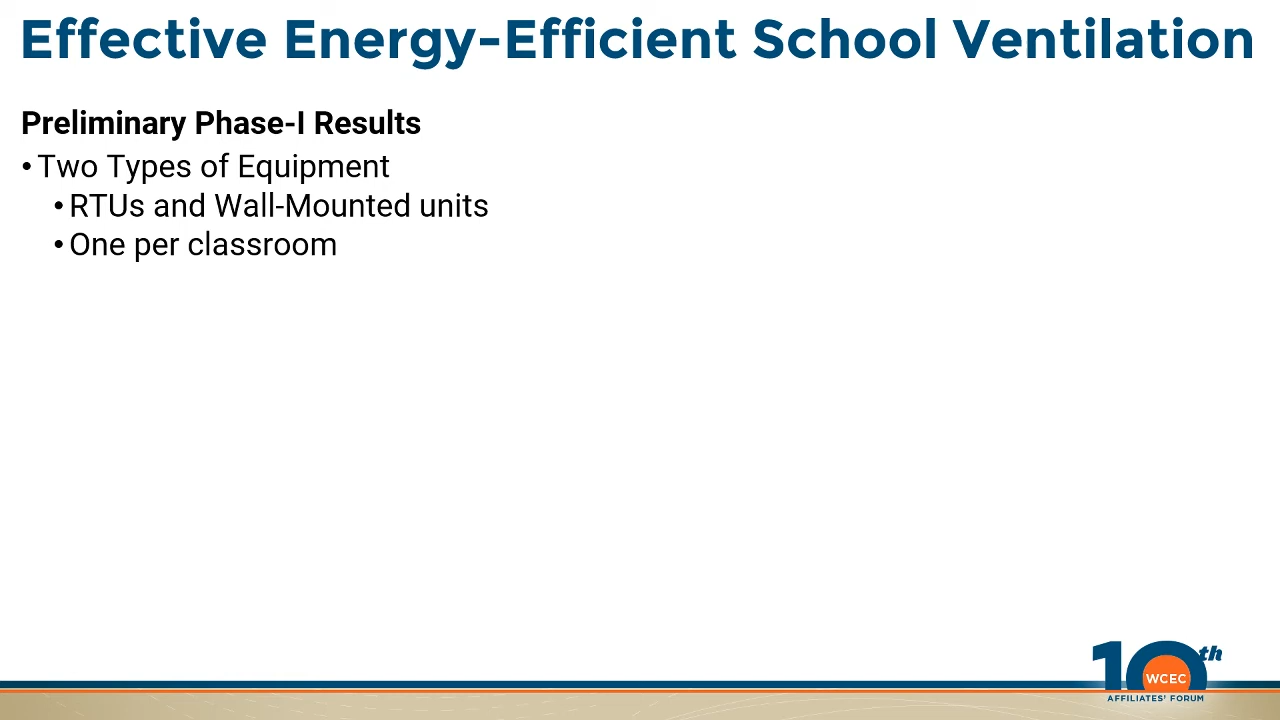 Effective Energy-Efficient School Ventilation
Preliminary Phase-I Results
• Two Types of Equipment
• RTUs and Wall-Mounted units
• One per classroom
10th
WCEC
AFFILIATES' FORUM